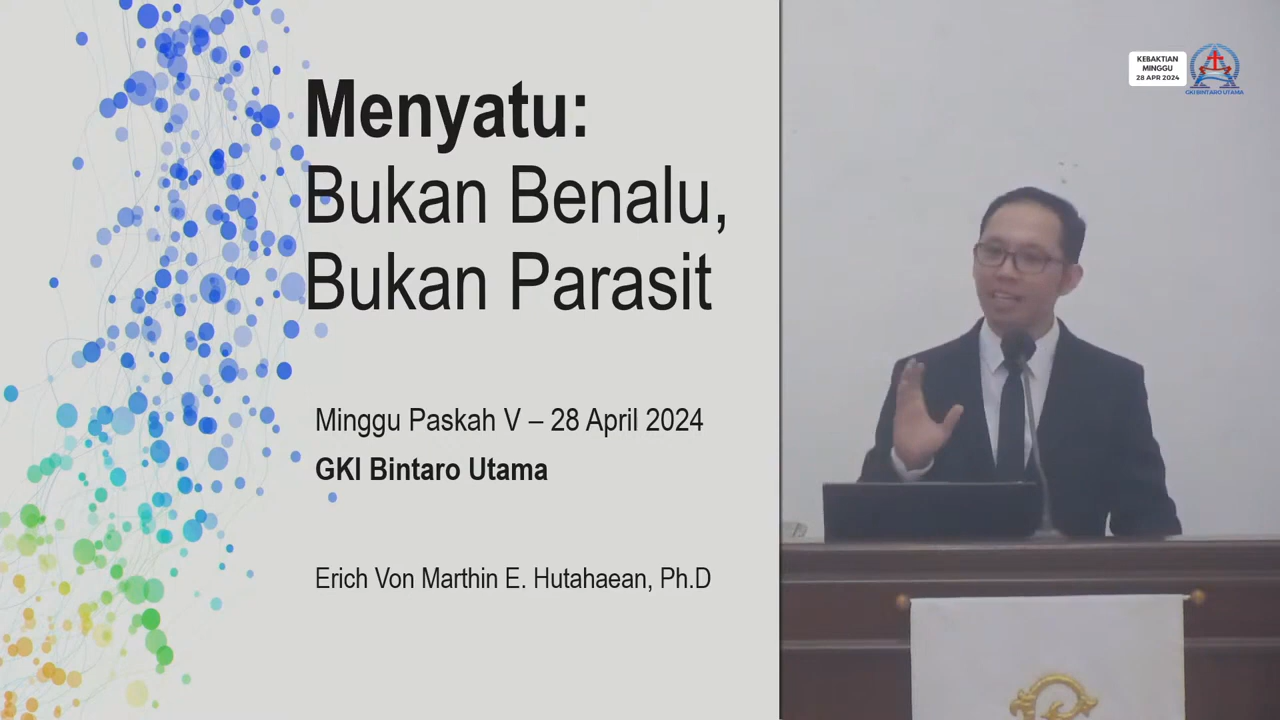 Menyatu:
Bukan Benalu,
Bukan Parasit
Minggu Paskah V – 28 April 2024
GKI Bintaro Utama
Erich Von Marthin E. Hutahaean, Ph.D
KEBAKTIAN
MINGGU
28 APR 2024
GKI BINTARO UTAMA